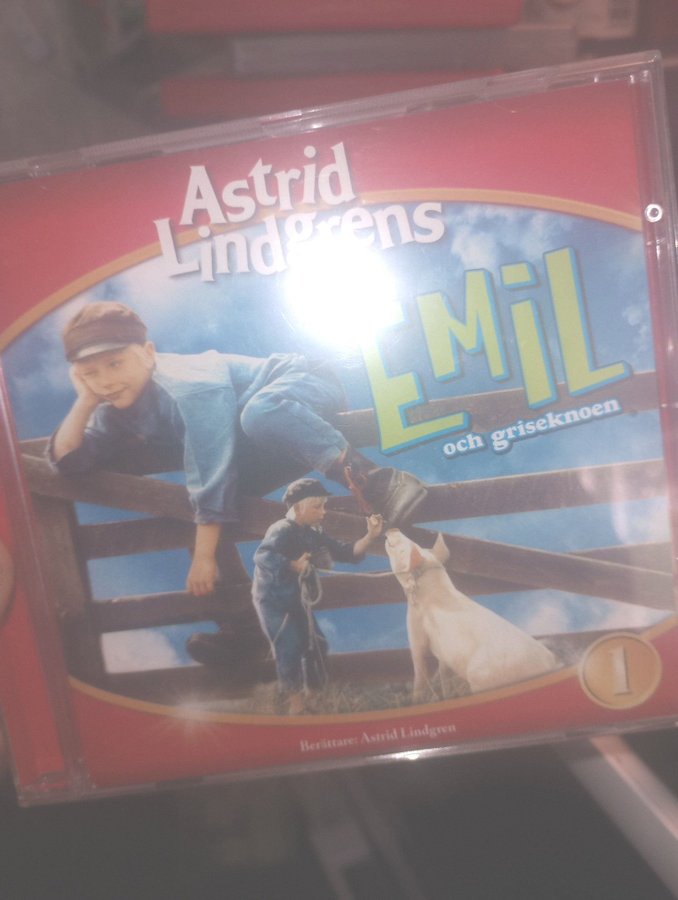 Astrid
Lindgrens
EMIL
och griseknoen
1
Berättare: Astrid Lindgren